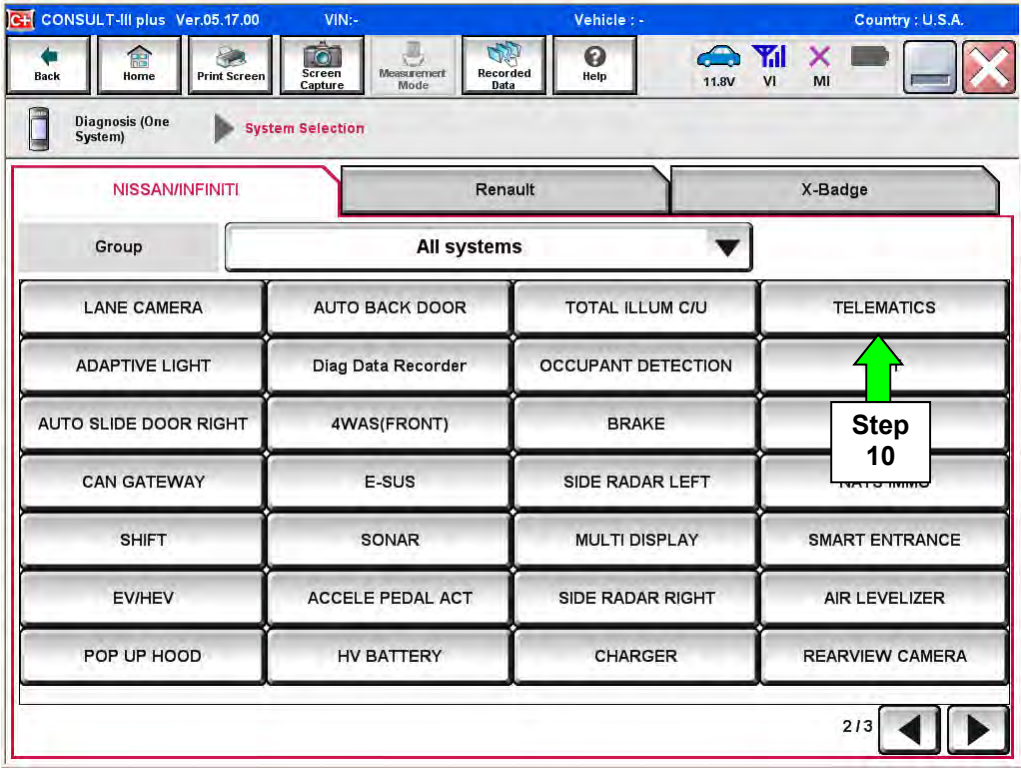 C+ CONSULT-III plus Ver.05.17.00 VIN:- Vehicle : - Country : U.S.A.
Back Home Print Screen Screen Capture Measurement Mode Recorded Data Help 11.8V VI MI
Diagnosis (One System) System Selection
NISSAN/INFINITI Renault X-Badge
Group All systems
LANE CAMERA AUTO BACK DOOR TOTAL ILLUM C/U TELEMATICS
ADAPTIVE LIGHT Diag Data Recorder OCCUPANT DETECTION
AUTO SLIDE DOOR RIGHT 4WAS(FRONT) BRAKE
Step
10
CAN GATEWAY E-SUS SIDE RADAR LEFT NATS IMMU
SHIFT SONAR MULTI DISPLAY SMART ENTRANCE
EV/HEV ACCELE PEDAL ACT SIDE RADAR RIGHT AIR LEVELIZER
POP UP HOOD HV BATTERY CHARGER REARVIEW CAMERA
2/3